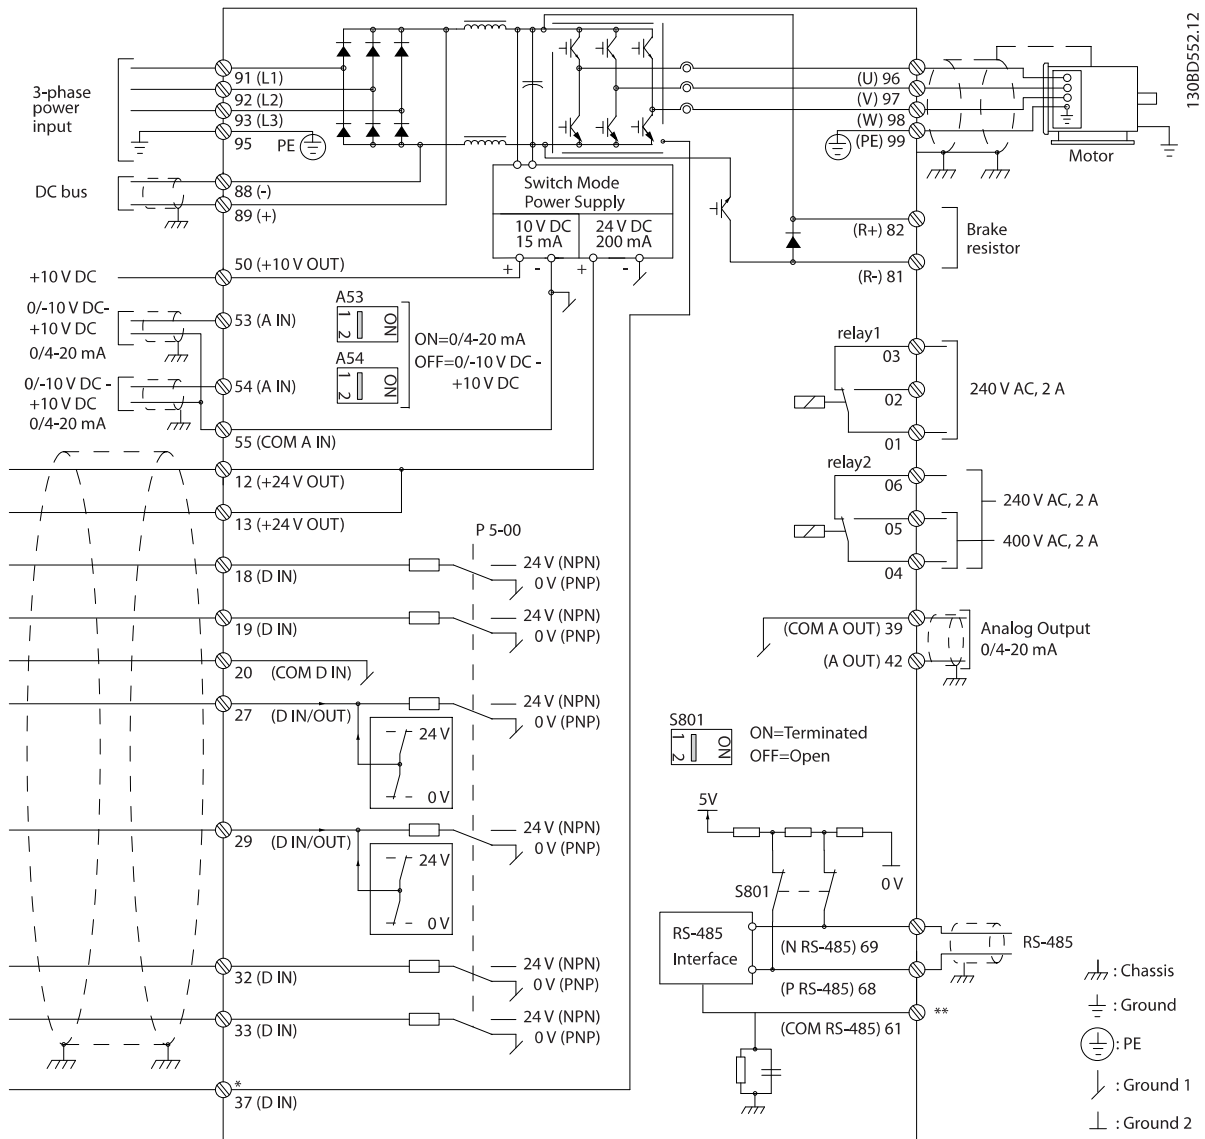 130BD552.12
3-phase
power
input
91 (L1)
92 (L2)
93 (L3)
95
PE
(U) 96
(V) 97
(W) 98
(PE) 99
Motor
DC bus
88 (-)
89 (+)
Switch Mode
Power Supply
10 V DC
15 mA
24 V DC
200 mA
+
-
+
-
(R+) 82
(R-) 81
Brake
resistor
+10 V DC
50 (+10 V OUT)
0/-10 V DC-
+10 V DC
0/4-20 mA
53 (A IN)
0/-10 V DC -
+10 V DC
0/4-20 mA
54 (A IN)
55 (COM A IN)
A53
1
2
ON
A54
1
2
ON
ON=0/4-20 mA
OFF=0/-10 V DC -
+10 V DC
relay1
03
02
01
240 V AC, 2 A
relay2
06
05
04
240 V AC, 2 A
400 V AC, 2 A
12 (+24 V OUT)
13 (+24 V OUT)
P 5-00
18 (D IN)
24 V (NPN)
0 V (PNP)
19 (D IN)
24 V (NPN)
0 V (PNP)
20 (COM D IN)
27 (D IN/OUT)
24 V (NPN)
0 V (PNP)
24 V
0 V
29 (D IN/OUT)
24 V (NPN)
0 V (PNP)
24 V
0 V
32 (D IN)
24 V (NPN)
0 V (PNP)
33 (D IN)
24 V (NPN)
0 V (PNP)
*
37 (D IN)
(COM A OUT) 39
(A OUT) 42
Analog Output
0/4-20 mA
S801
1
2
ON
ON=Terminated
OFF=Open
5V
0 V
S801
RS-485
Interface
(N RS-485) 69
(P RS-485) 68
(COM RS-485) 61
RS-485
**
: Chassis
: Ground
: PE
: Ground 1
: Ground 2